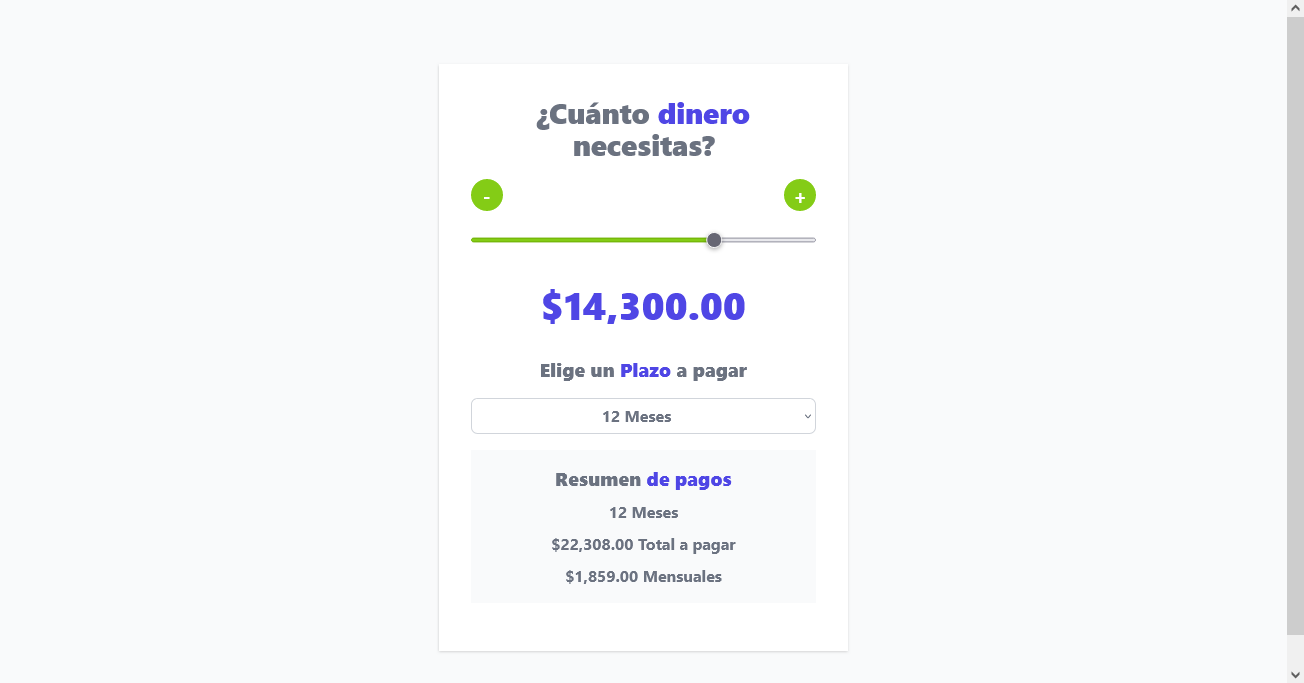 ¿Cuánto dinero
necesitas?
- +
$14,300.00
Elige un Plazo a pagar
12 Meses
Resumen de pagos
12 Meses
$22,308.00 Total a pagar
$1,859.00 Mensuales